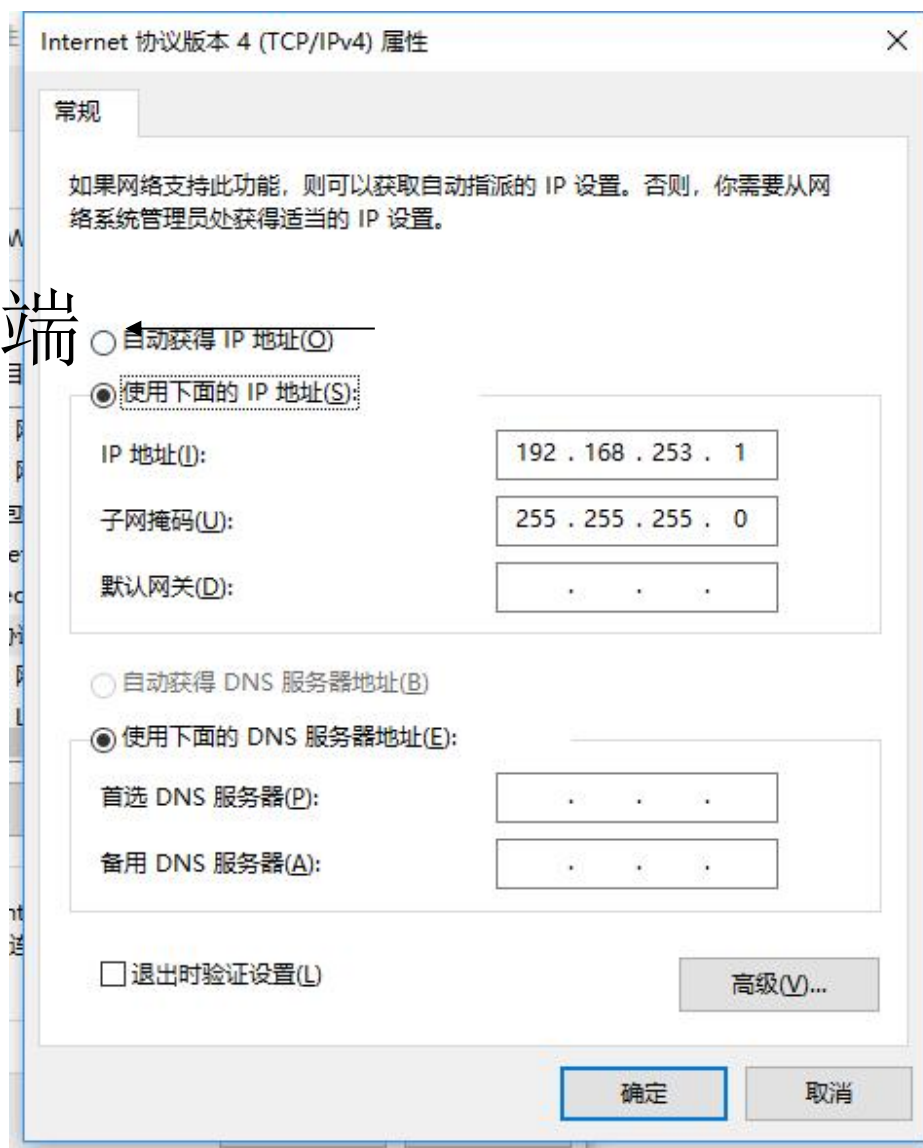 Internet 协议版本 4 (TCP/IPv4) 属性
常规
如果网络支持此功能，则可以获取自动指派的 IP 设置。否则，你需要从网
络系统管理员处获得适当的 IP 设置。
端
自动获得 IP 地址(O)
使用下面的 IP 地址(S):
IP 地址(I): 192 . 168 . 253 . 1
子网掩码(U): 255 . 255 . 255 . 0
默认网关(D): . . .
自动获得 DNS 服务器地址(B)
使用下面的 DNS 服务器地址(E):
首选 DNS 服务器(P): . . .
备用 DNS 服务器(A): . . .
退出时验证设置(L)
高级(V)...
确定 取消